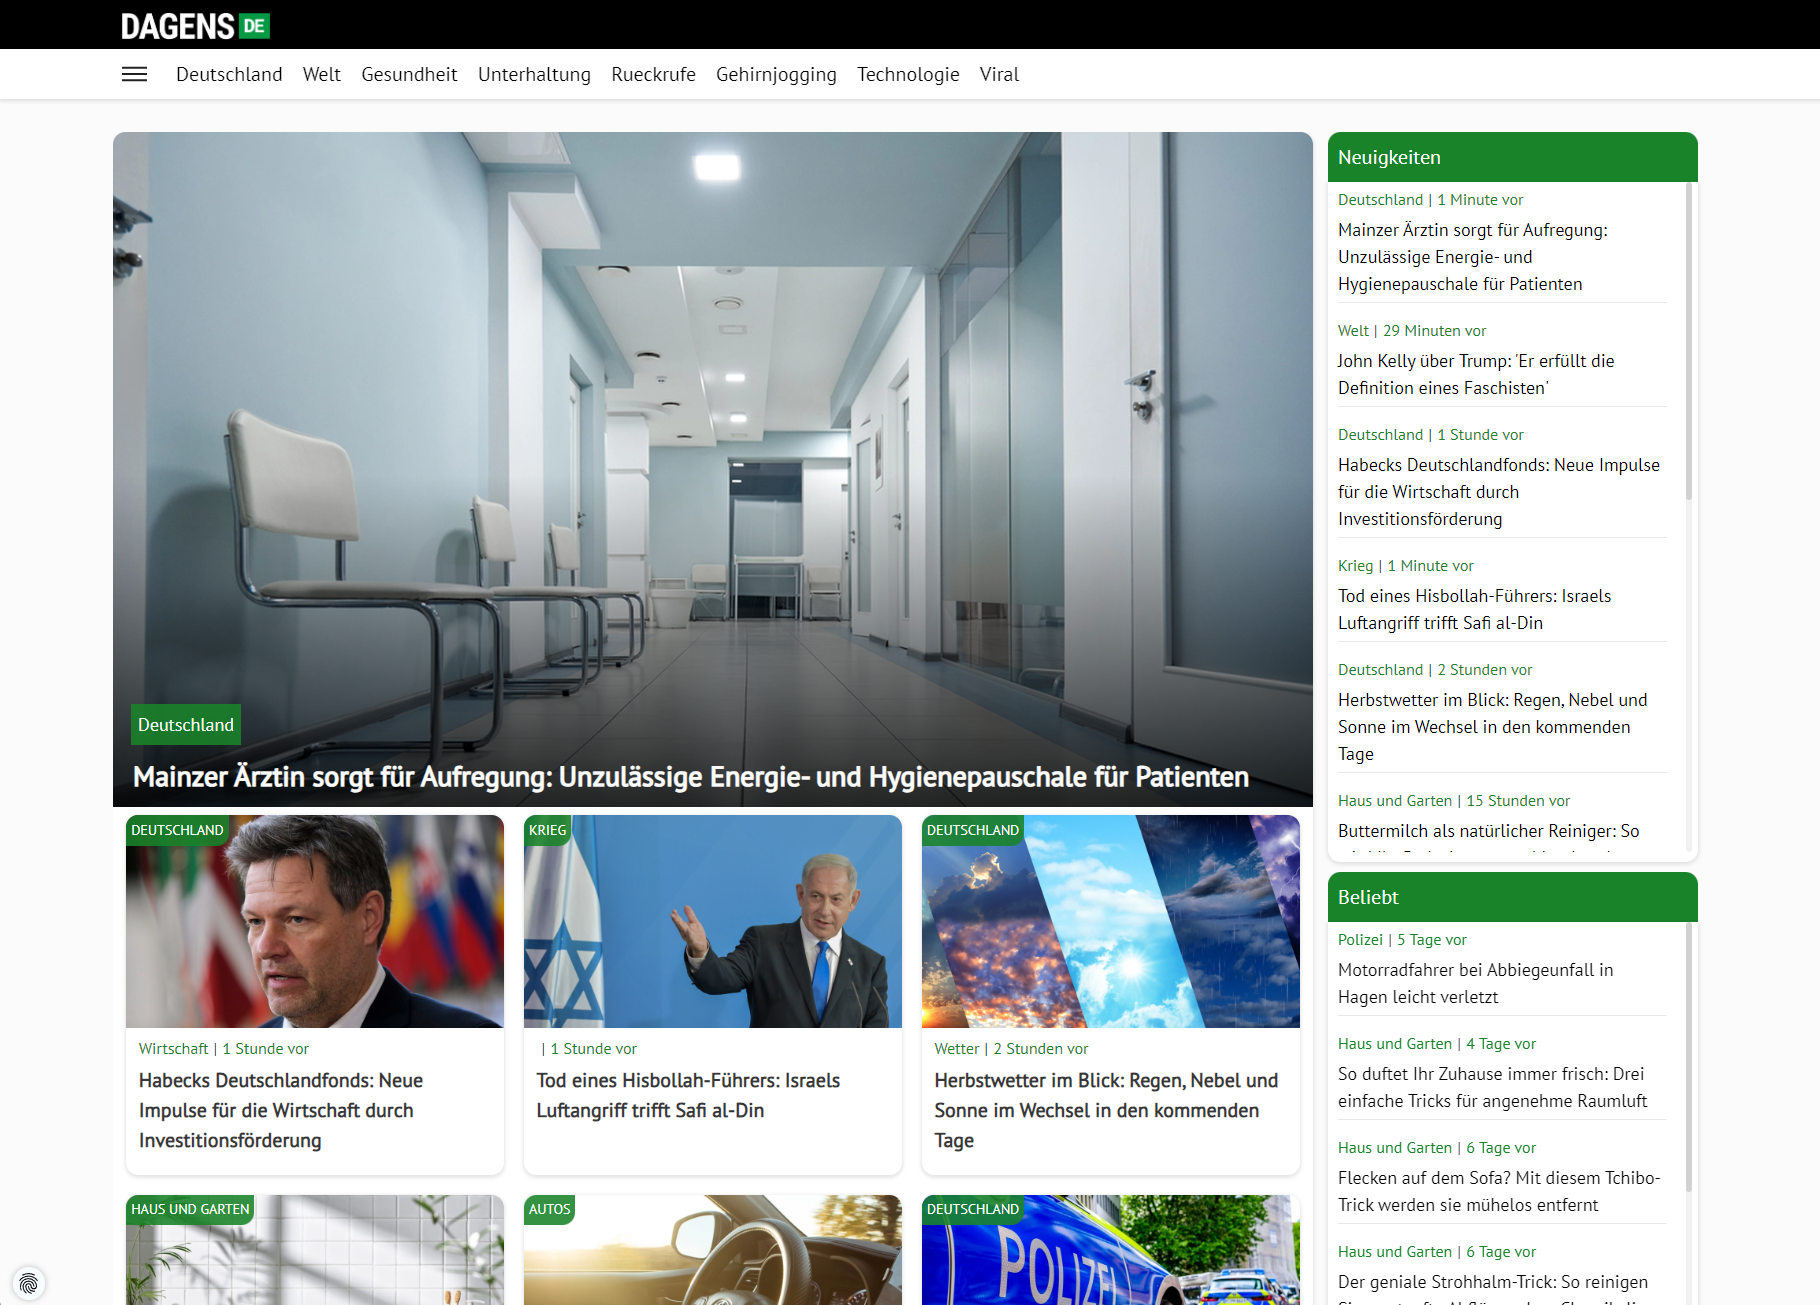 DAGENS DE
Deutschland Welt Gesundheit Unterhaltung Rueckrufe Gehirnjogging Technologie Viral
Deutschland
Mainzer Ärztin sorgt für Aufregung: Unzulässige Energie- und Hygienepauschale für Patienten
DEUTSCHLAND
Wirtschaft | 1 Stunde vor
Habecks Deutschlandfonds: Neue
Impulse für die Wirtschaft durch
Investitionsförderung
KRIEG
| 1 Stunde vor
Tod eines Hisbollah-Führers: Israels
Luftangriff trifft Safi al-Din
DEUTSCHLAND
Wetter | 2 Stunden vor
Herbstwetter im Blick: Regen, Nebel und
Sonne im Wechsel in den kommenden
Tage
HAUS UND GARTEN
AUTOS
DEUTSCHLAND
POLIZEI
Neuigkeiten
Deutschland | 1 Minute vor
Mainzer Ärztin sorgt für Aufregung:
Unzulässige Energie- und
Hygienepauschale für Patienten
Welt | 29 Minuten vor
John Kelly über Trump: 'Er erfüllt die
Definition eines Faschisten'
Deutschland | 1 Stunde vor
Habecks Deutschlandfonds: Neue Impulse
für die Wirtschaft durch
Investitionsförderung
Krieg | 1 Minute vor
Tod eines Hisbollah-Führers: Israels
Luftangriff trifft Safi al-Din
Deutschland | 2 Stunden vor
Herbstwetter im Blick: Regen, Nebel und
Sonne im Wechsel in den kommenden
Tage
Haus und Garten | 15 Stunden vor
Buttermilch als natürlicher Reiniger: So
Beliebt
Polizei | 5 Tage vor
Motorradfahrer bei Abbiegeunfall in
Hagen leicht verletzt
Haus und Garten | 4 Tage vor
So duftet Ihr Zuhause immer frisch: Drei
einfache Tricks für angenehme Raumluft
Haus und Garten | 6 Tage vor
Flecken auf dem Sofa? Mit diesem Tchibo-
Trick werden sie mühelos entfernt
Haus und Garten | 6 Tage vor
Der geniale Strohhalm-Trick: So reinigen